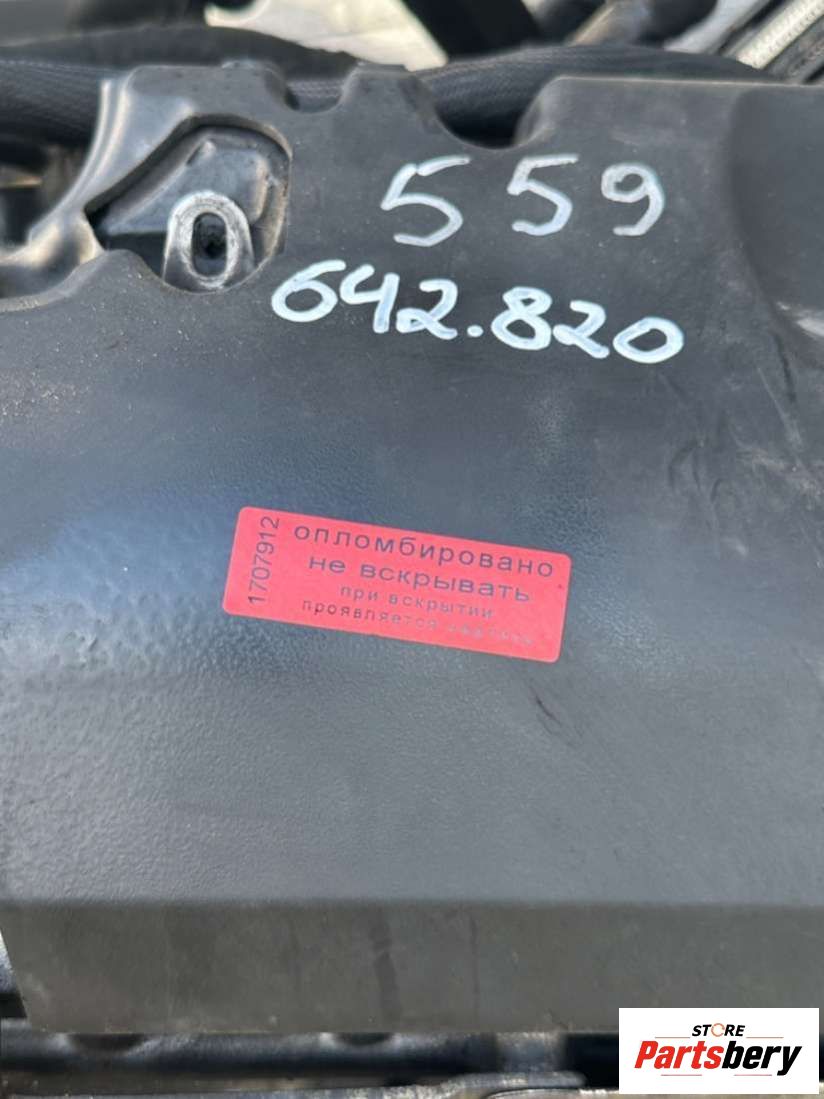 559
642.820
1707912
опломбировано
не вскрывать
при вскрытии
проявляется
STORE
Partsbery